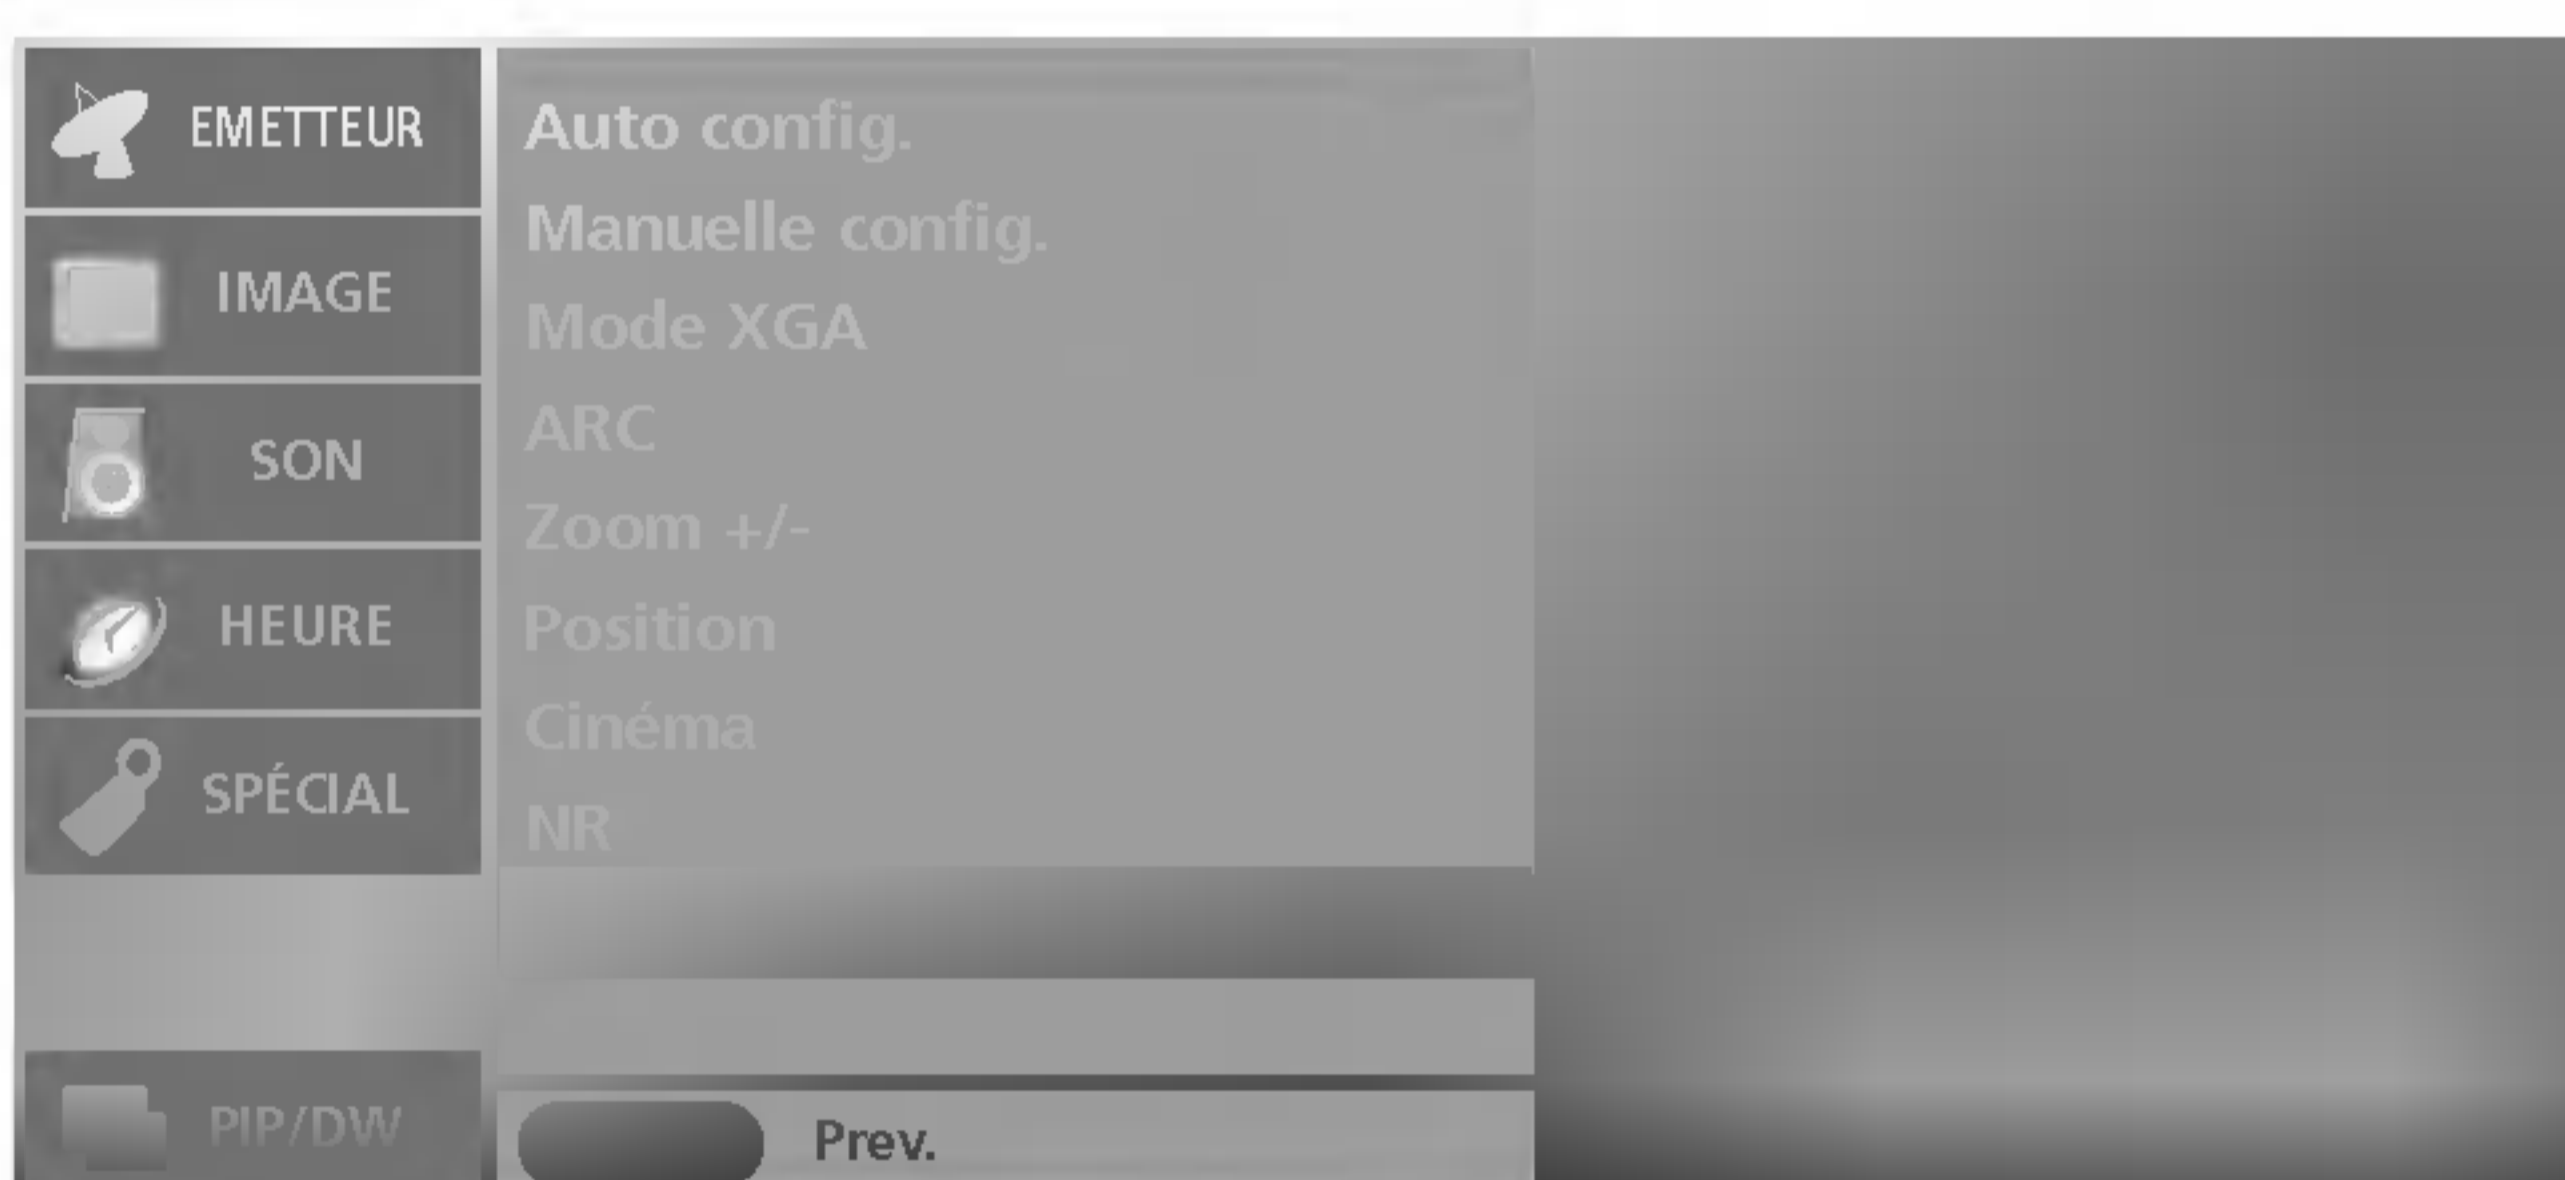 EMETTEUR
IMAGE
SON
HEURE
SPÉCIAL
PIP/DW
Auto config.
Manuelle config.
Mode XGA
ARC
Zoom +/-
Position
Cinéma
NR
Prev.